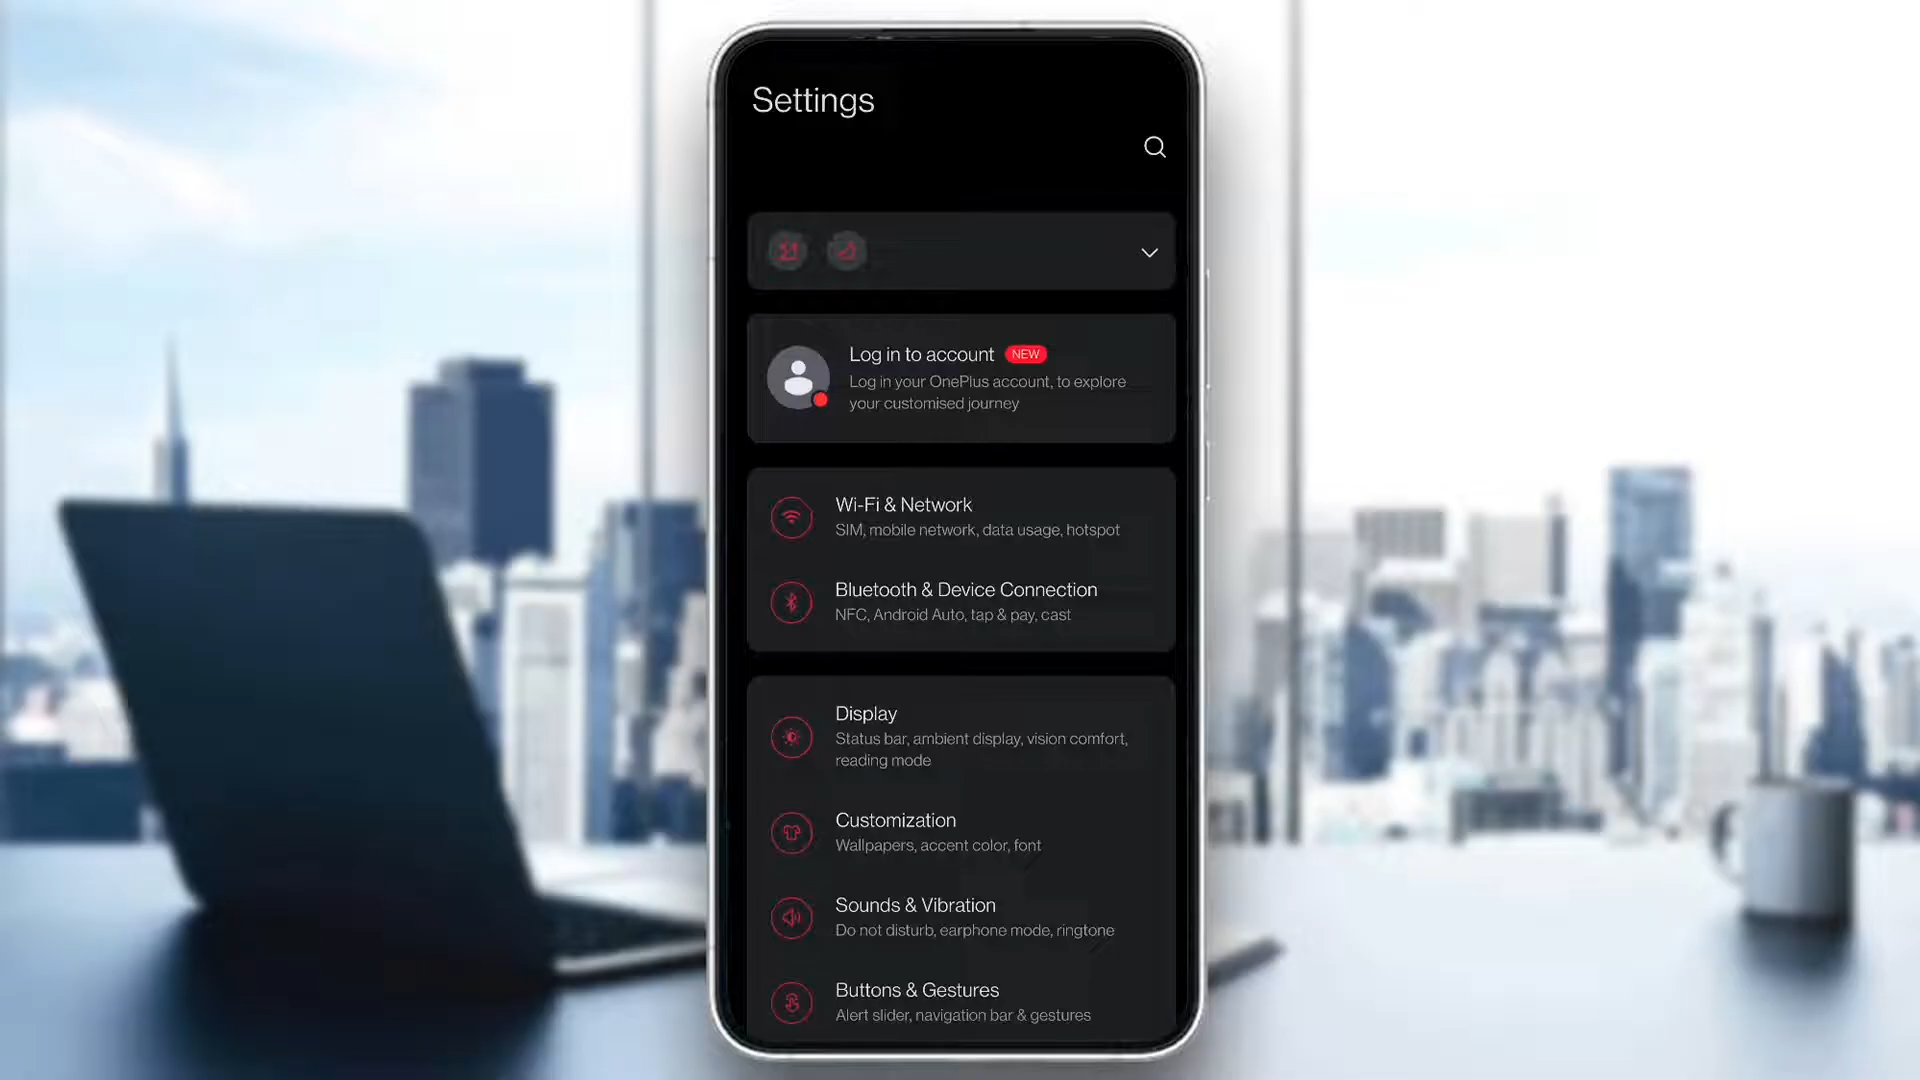 Settings
Log in to account NEW
Log in your OnePlus account, to explore
your customised journey
Wi-Fi & Network
SIM, mobile network, data usage, hotspot
Bluetooth & Device Connection
NFC, Android Auto, tap & pay, cast
Display
Status bar, ambient display, vision comfort,
reading mode
Customization
Wallpapers, accent color, font
Sounds & Vibration
Do not disturb, earphone mode, ringtone
Buttons & Gestures
Alert slider, navigation bar & gestures